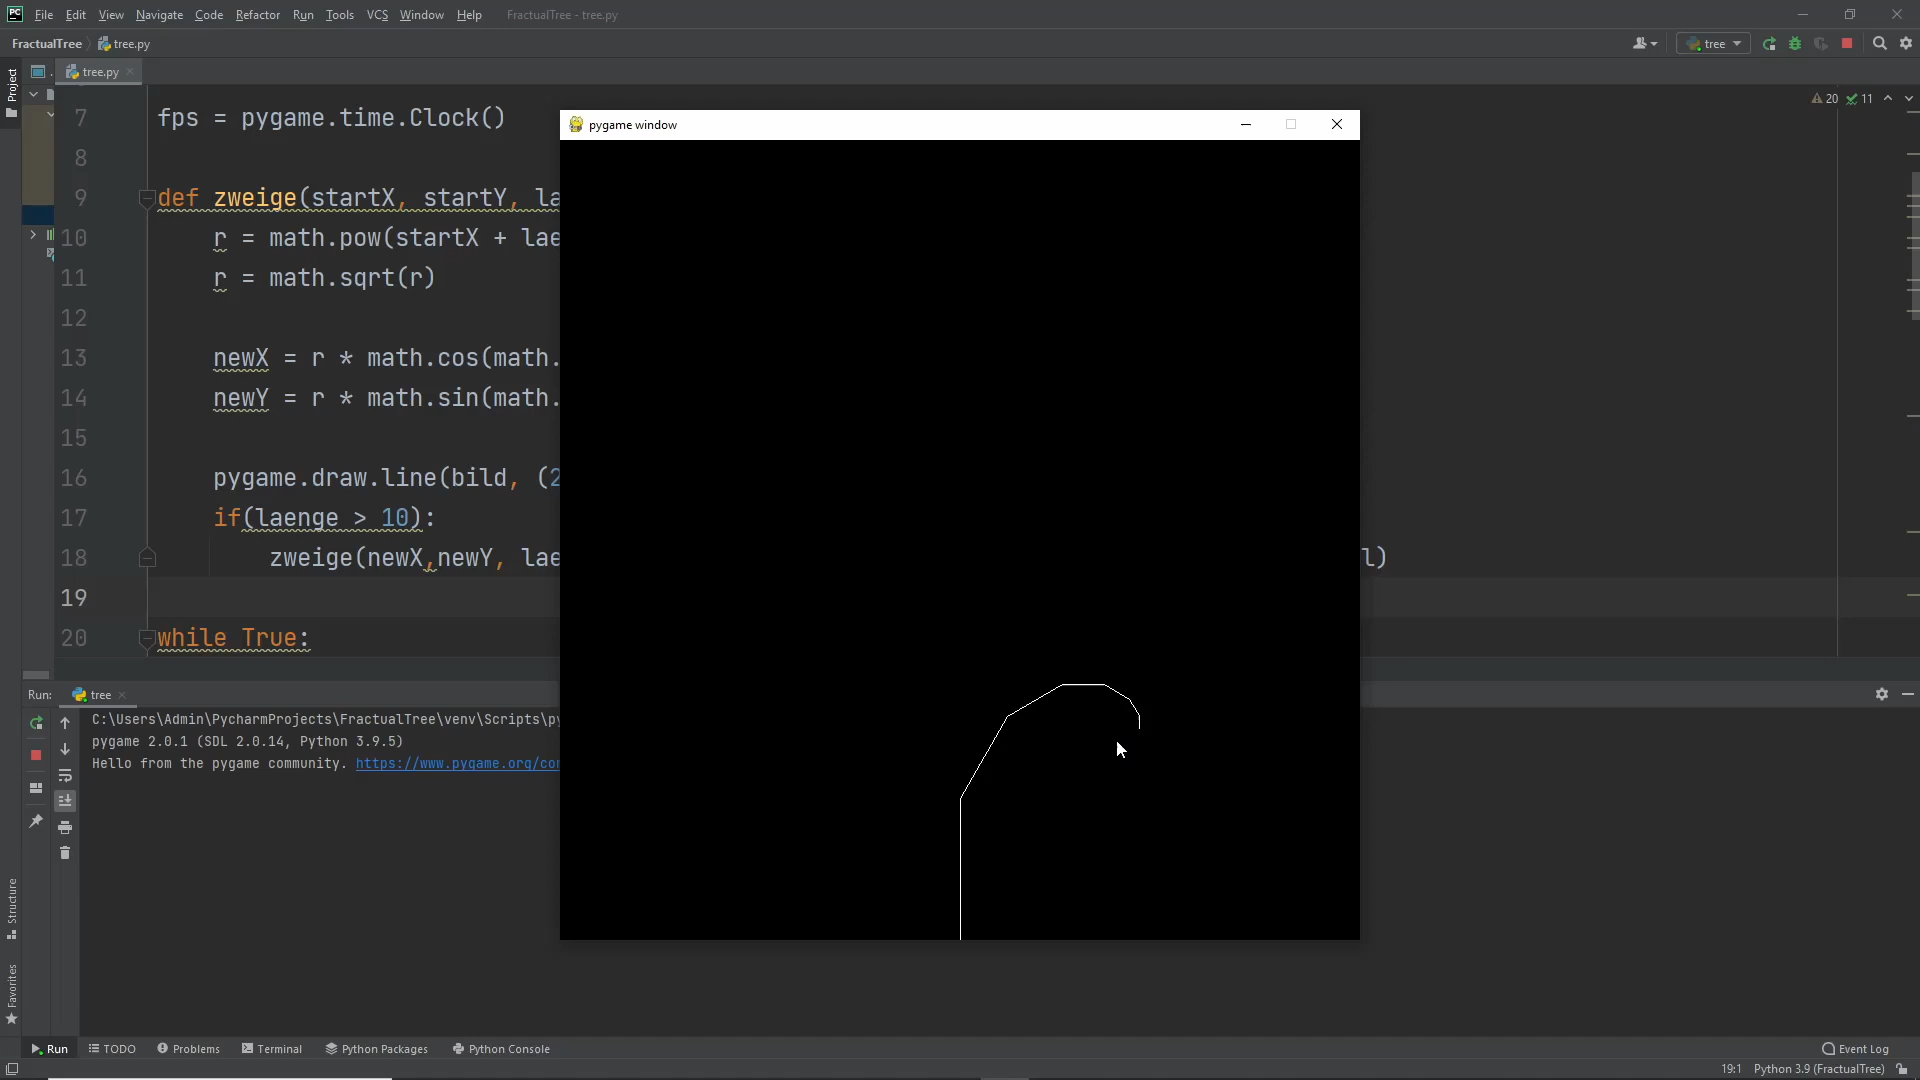 PC File Edit View Navigate Code Refactor Run Tools VCS Window Help FractualTree - tree.py
FractualTree tree.py tree
Project tree.py
20 11
7 fps = pygame.time.Clock()
pygame window
8
9 def zweige(startX, startY, la
10 r = math.pow(startX + lae
11 r = math.sqrt(r)
12
13 newX = r * math.cos(math.
14 newY = r * math.sin(math.
15
16 pygame.draw.line(bild, (2
17 if(laenge > 10):
18 zweige(newX,newY, lae l)
19
20 while True:
Run: tree
C:\Users\Admin\PycharmProjects\FractualTree\venv\Scripts\py
pygame 2.0.1 (SDL 2.0.14, Python 3.9.5)
Hello from the pygame community. https://www.pygame.org/con
Structure
Favorites
Run TODO Problems Terminal Python Packages Python Console Event Log
19:1 Python 3.9 (FractualTree)